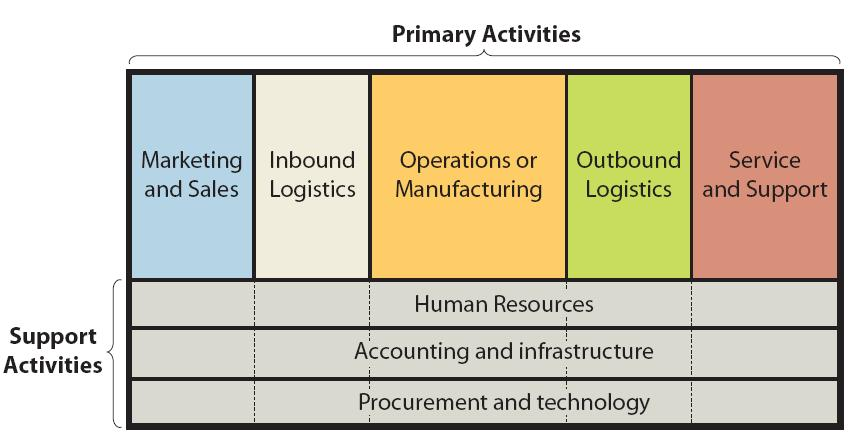 Primary Activities
Marketing
and Sales
Inbound
Logistics
Operations or
Manufacturing
Outbound
Logistics
Service
and Support
Support
Activities
Human Resources
Accounting and infrastructure
Procurement and technology